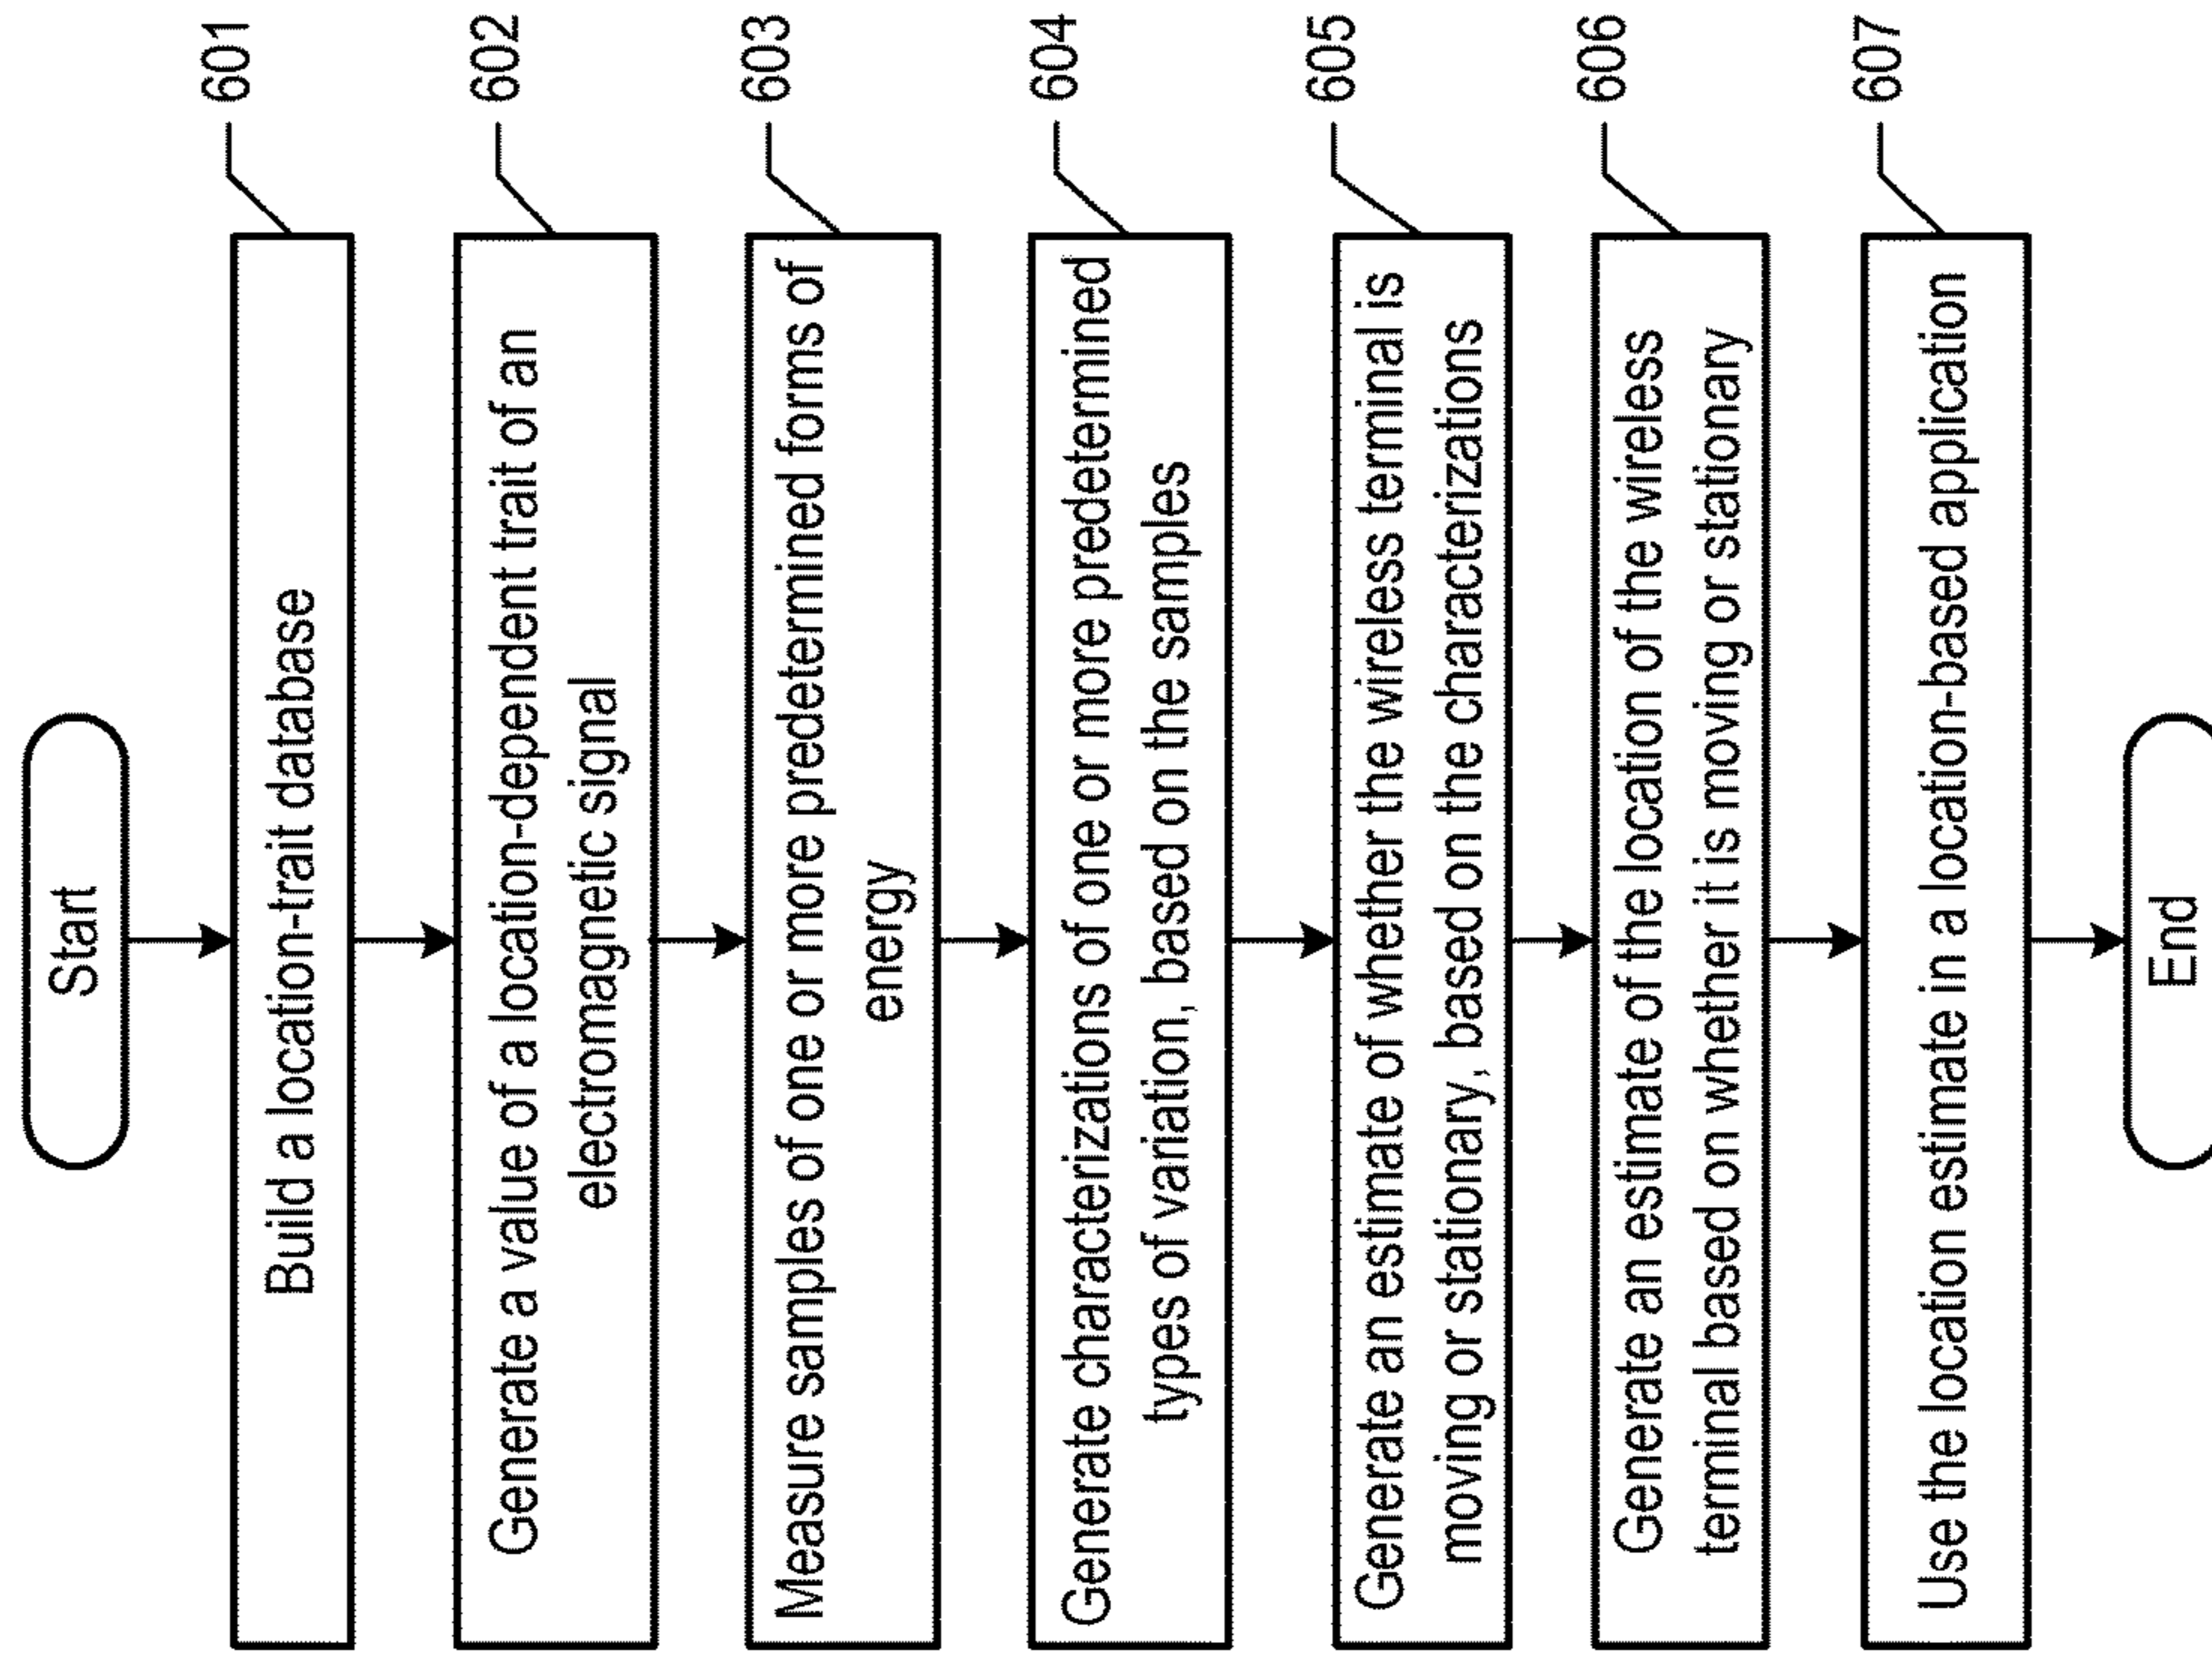 Start
601
Build a location-trait database
602
Generate a value of a location-dependent trait of an
electromagnetic signal
603
Measure samples of one or more predetermined forms of
energy
604
Generate characterizations of one or more predetermined
types of variation, based on the samples
605
Generate an estimate of whether the wireless terminal is
moving or stationary, based on the characterizations
606
Generate an estimate of the location of the wireless
terminal based on whether it is moving or stationary
607
Use the location estimate in a location-based application
End